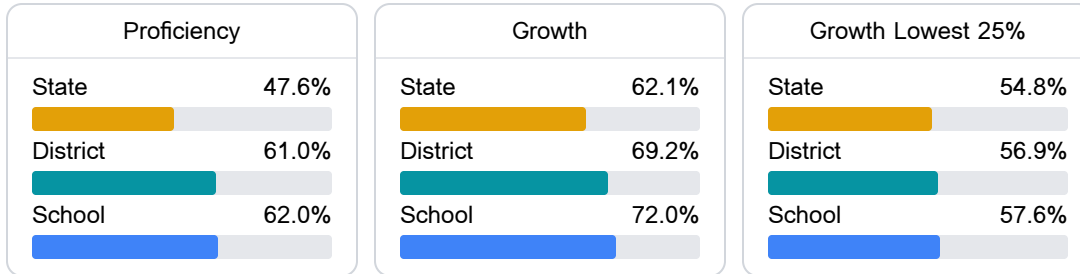 Proficiency
State 47.6%
District 61.0%
School 62.0%
Growth
State 62.1%
District 69.2%
School 72.0%
Growth Lowest 25%
State 54.8%
District 56.9%
School 57.6%